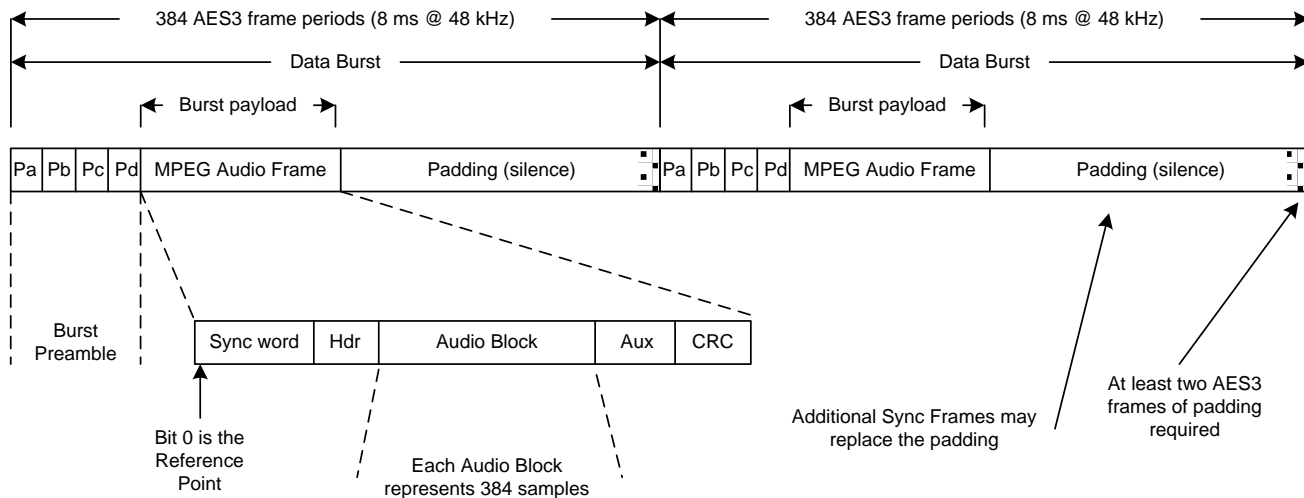 384 AES3 frame periods (8 ms @ 48 kHz)
384 AES3 frame periods (8 ms @ 48 kHz)
Data Burst
Data Burst
Burst payload
Burst payload
Pa Pb Pc Pd MPEG Audio Frame Padding (silence) Pa Pb Pc Pd MPEG Audio Frame Padding (silence)
Burst
Preamble
Sync word Hdr Audio Block Aux CRC
Bit 0 is the
Reference
Point
Each Audio Block
represents 384 samples
Additional Sync Frames may
replace the padding
At least two AES3
frames of padding
required